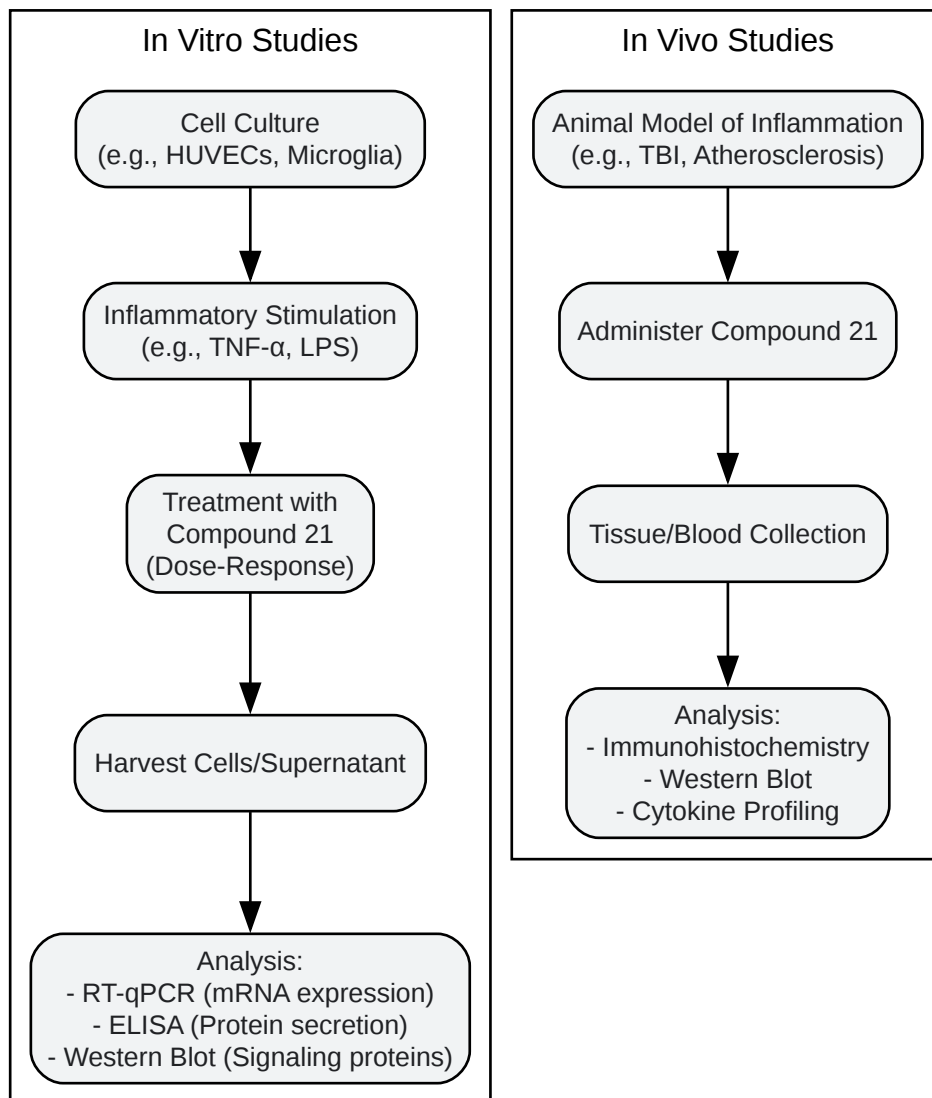 In Vitro Studies
Cell Culture
(e.g., HUVECs, Microglia)
Inflammatory Stimulation
(e.g., TNF-α, LPS)
Treatment with
Compound 21
(Dose-Response)
Harvest Cells/Supernatant
Analysis:
- RT-qPCR (mRNA expression)
- ELISA (Protein secretion)
- Western Blot (Signaling proteins)
In Vivo Studies
Animal Model of Inflammation
(e.g., TBI, Atherosclerosis)
Administer Compound 21
Tissue/Blood Collection
Analysis:
- Immunohistochemistry
- Western Blot
- Cytokine Profiling